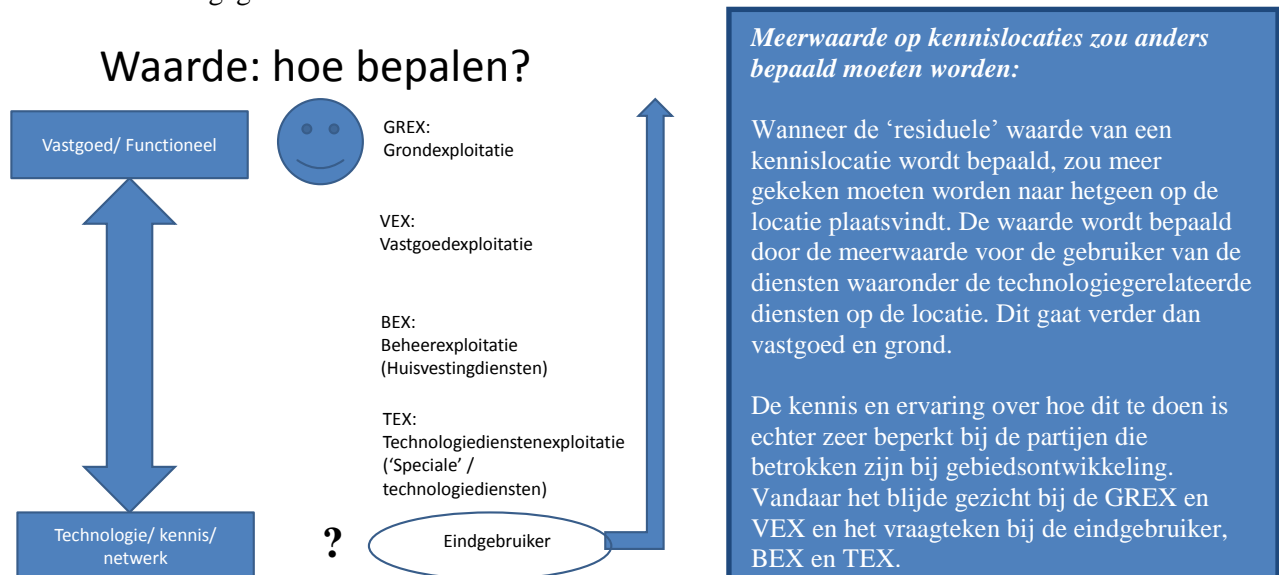 Waarde: hoe bepalen?
Vastgoed/ Functioneel
GREX:
Grondexploitatie
VEX:
Vastgoedexploitatie
BEX:
Beheerexploitatie
(Huisvestingdiensten)
TEX:
Technologiedienstenexploitatie
(‘Speciale’ /
technologiediensten)
Technologie/ kennis/
netwerk
?
Eindgebruiker
Meerwaarde op kennislocaties zou anders
bepaald moeten worden:
Wanneer de ‘residuele’ waarde van een
kennislocatie wordt bepaald, zou meer
gekeken moeten worden naar hetgeen op de
locatie plaatsvindt. De waarde wordt bepaald
door de meerwaarde voor de gebruiker van de
diensten waaronder de technologiegerelateerde
diensten op de locatie. Dit gaat verder dan
vastgoed en grond.
De kennis en ervaring over hoe dit te doen is
echter zeer beperkt bij de partijen die
betrokken zijn bij gebiedsontwikkeling.
Vandaar het blijde gezicht bij de GREX en
VEX en het vraagteken bij de eindgebruiker,
BEX en TEX.